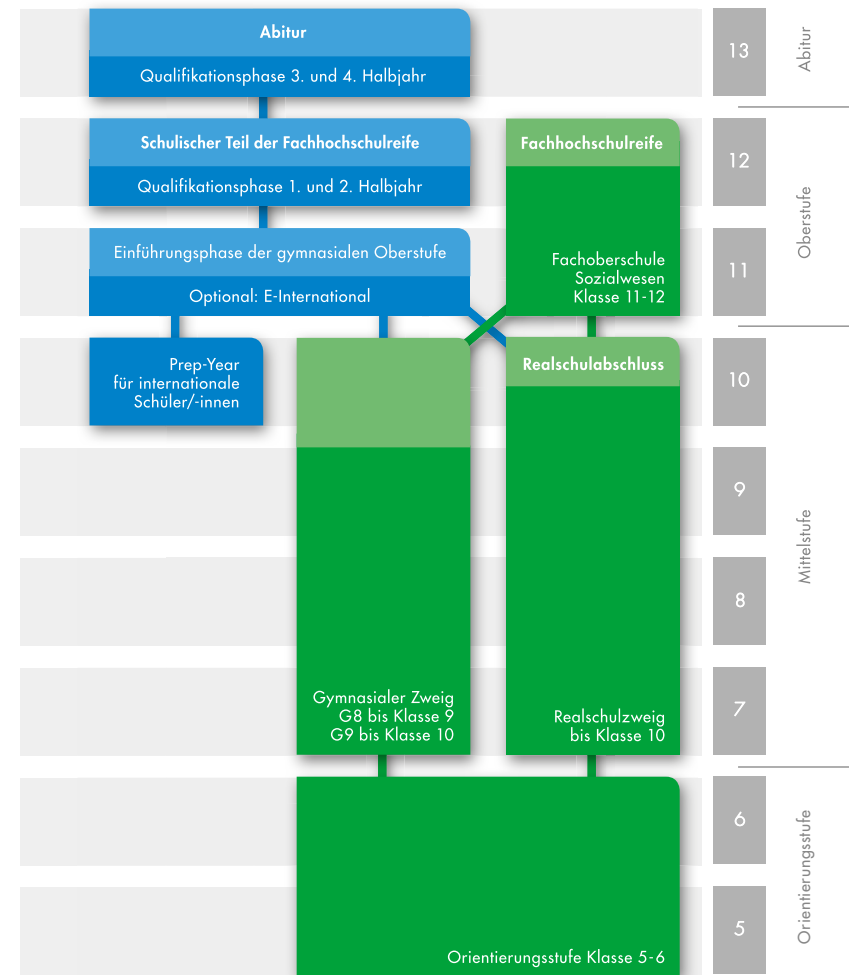 Abitur
Qualifikationsphase 3. und 4. Halbjahr
13
Abitur
Schulischer Teil der Fachhochschulreife
Qualifikationsphase 1. und 2. Halbjahr
Fachhochschulreife
12
Einführungsphase der gymnasialen Oberstufe
Optional: E-International
Fachoberschule
Sozialwesen
Klasse 11-12
11
Oberstufe
Prep-Year
für internationale
Schüler/-innen
Realschulabschluss
10
9
8
Mittelstufe
Gymnasialer Zweig
G8 bis Klasse 9
G9 bis Klasse 10
Realschulzweig
bis Klasse 10
7
6
Orientierungsstufe Klasse 5-6
5
Orientierungsstufe